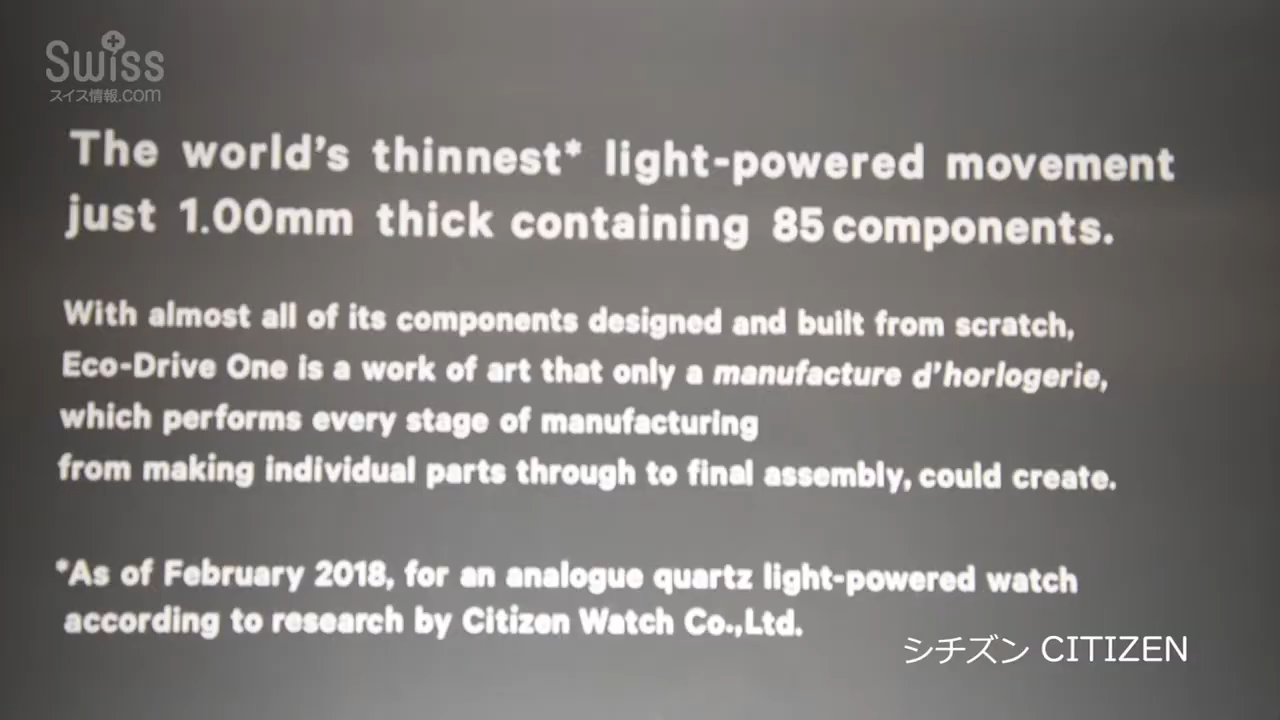 Swiss
スイス情報.com
The world's thinnest* light-powered movement
just 1.00mm thick containing 85 components.
With almost all of its components designed and built from scratch,
Eco-Drive One is a work of art that only a manufacture d'horlogerie,
which performs every stage of manufacturing
from making individual parts through to final assembly, could create.
*As of February 2018, for an analogue quartz light-powered watch
according to research by Citizen Watch Co.,Ltd.
シチズン CITIZEN